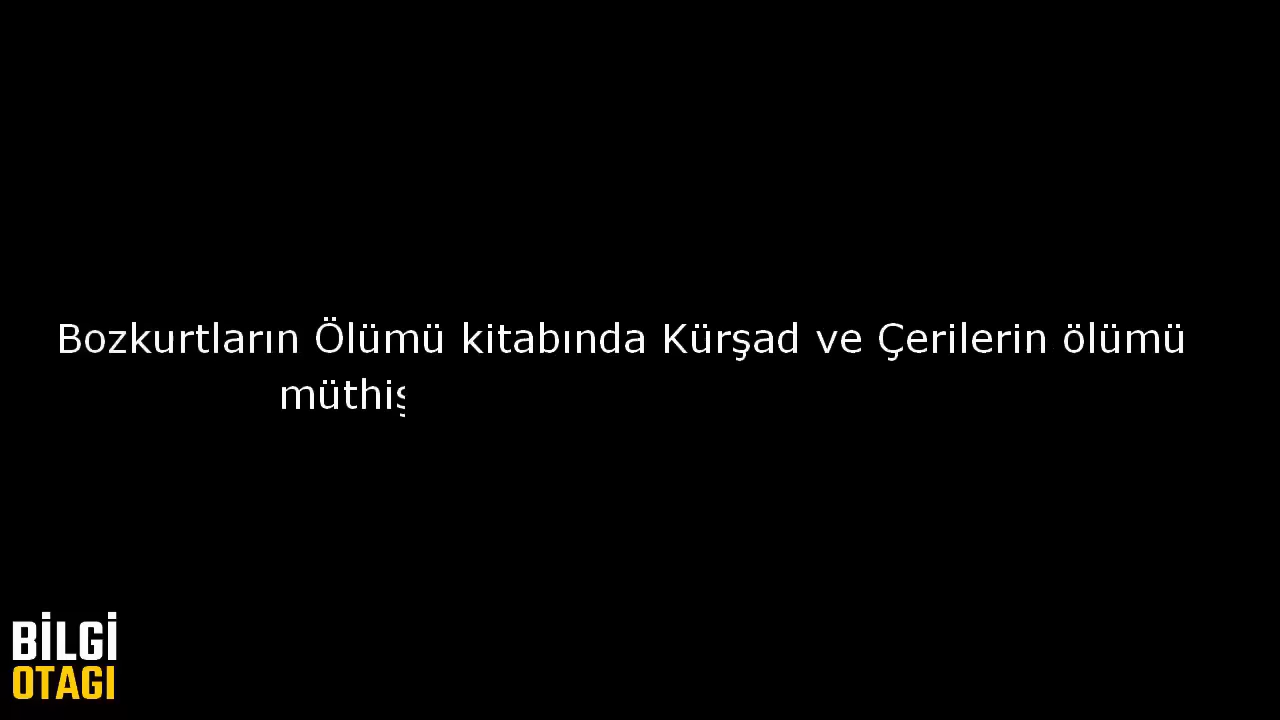 Bozkurtların Ölümü kitabında Kürşad ve Çerilerin ölümü
müthiş
BİLGİ
OTAGI